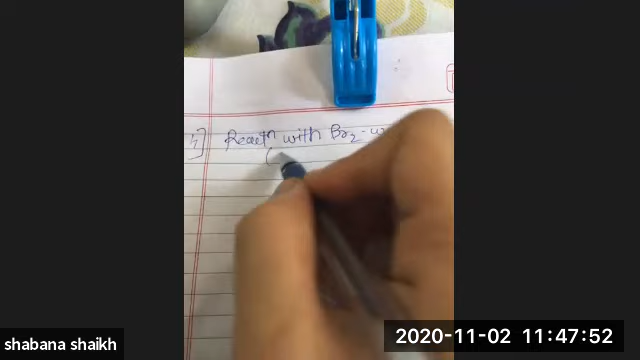 4] Reactn with Br2-w
(
shabana shaikh
2020-11-02 11:47:52